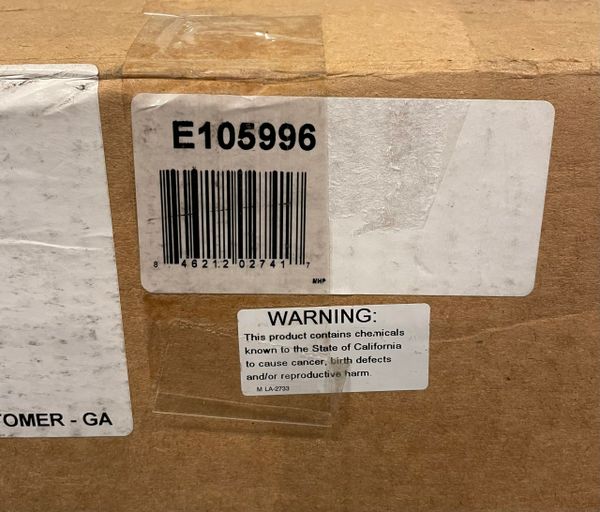 E105996
8 46212 02741 7
MHP
WARNING:
This product contains chemicals
known to the State of California
to cause cancer, birth defects
and/or reproductive harm.
M LA-2733
TOMER - GA